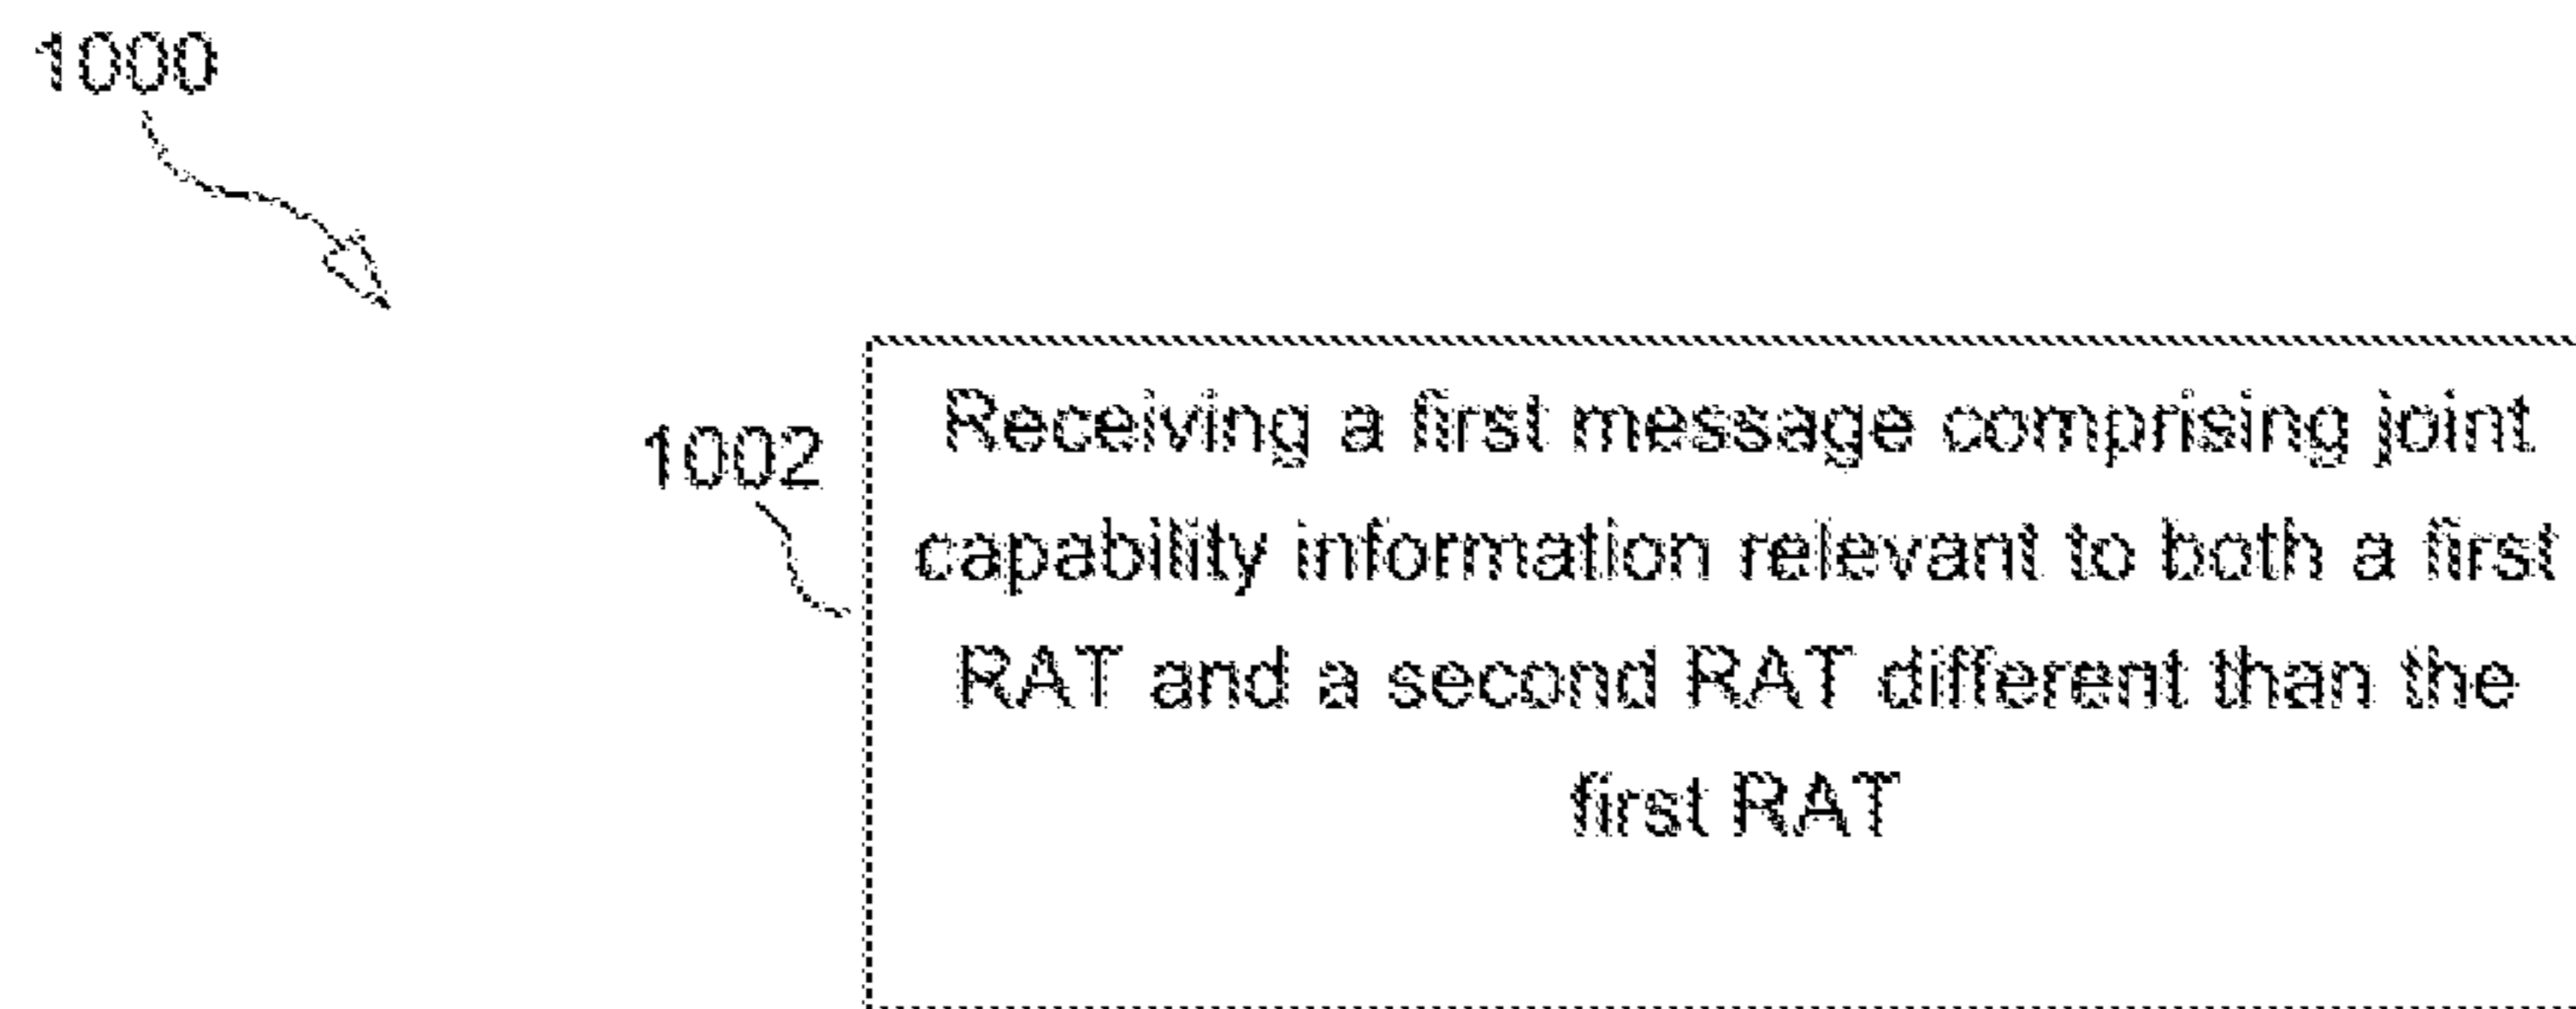 1000
1002
Receiving a first message comprising joint
capability information relevant to both a first
RAT and a second RAT different than the
first RAT